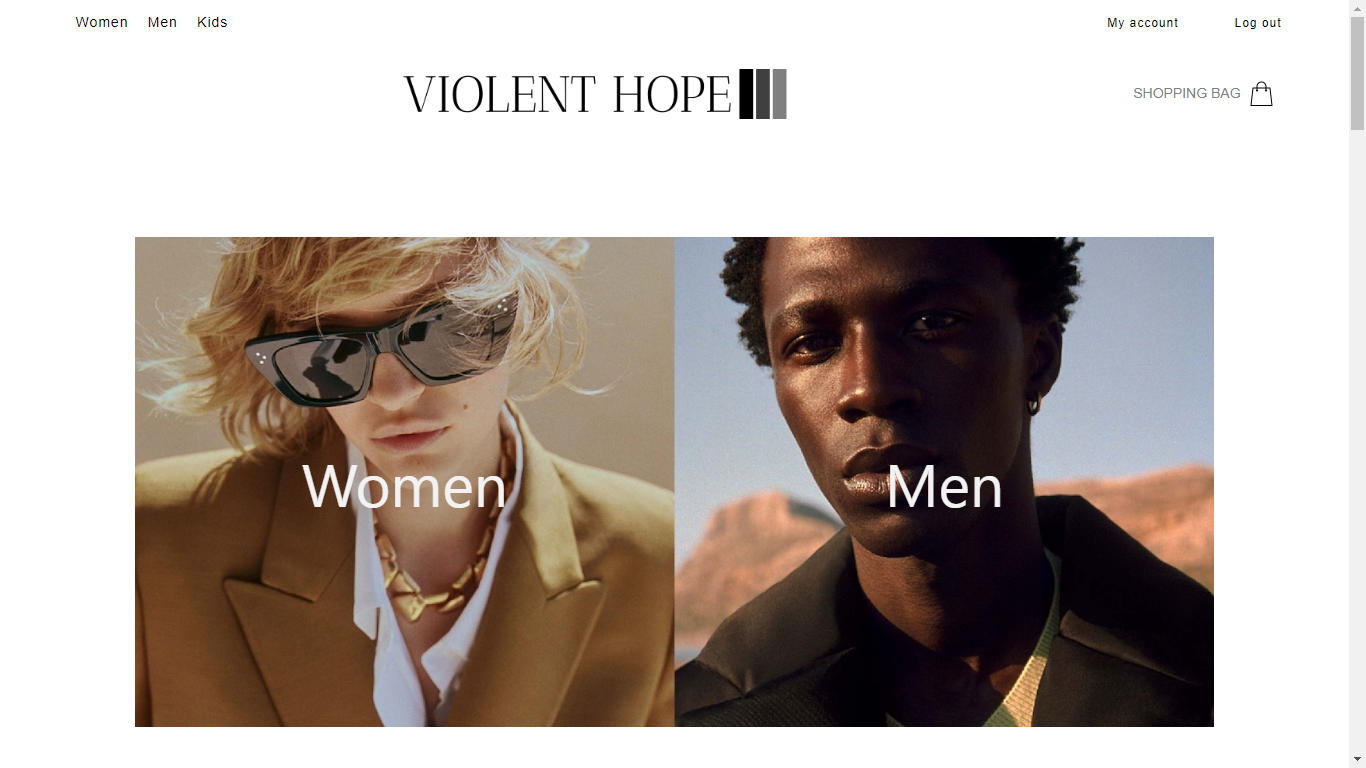 Women Men Kids My account Log out
VIOLENT HOPE
SHOPPING BAG
Women
Men